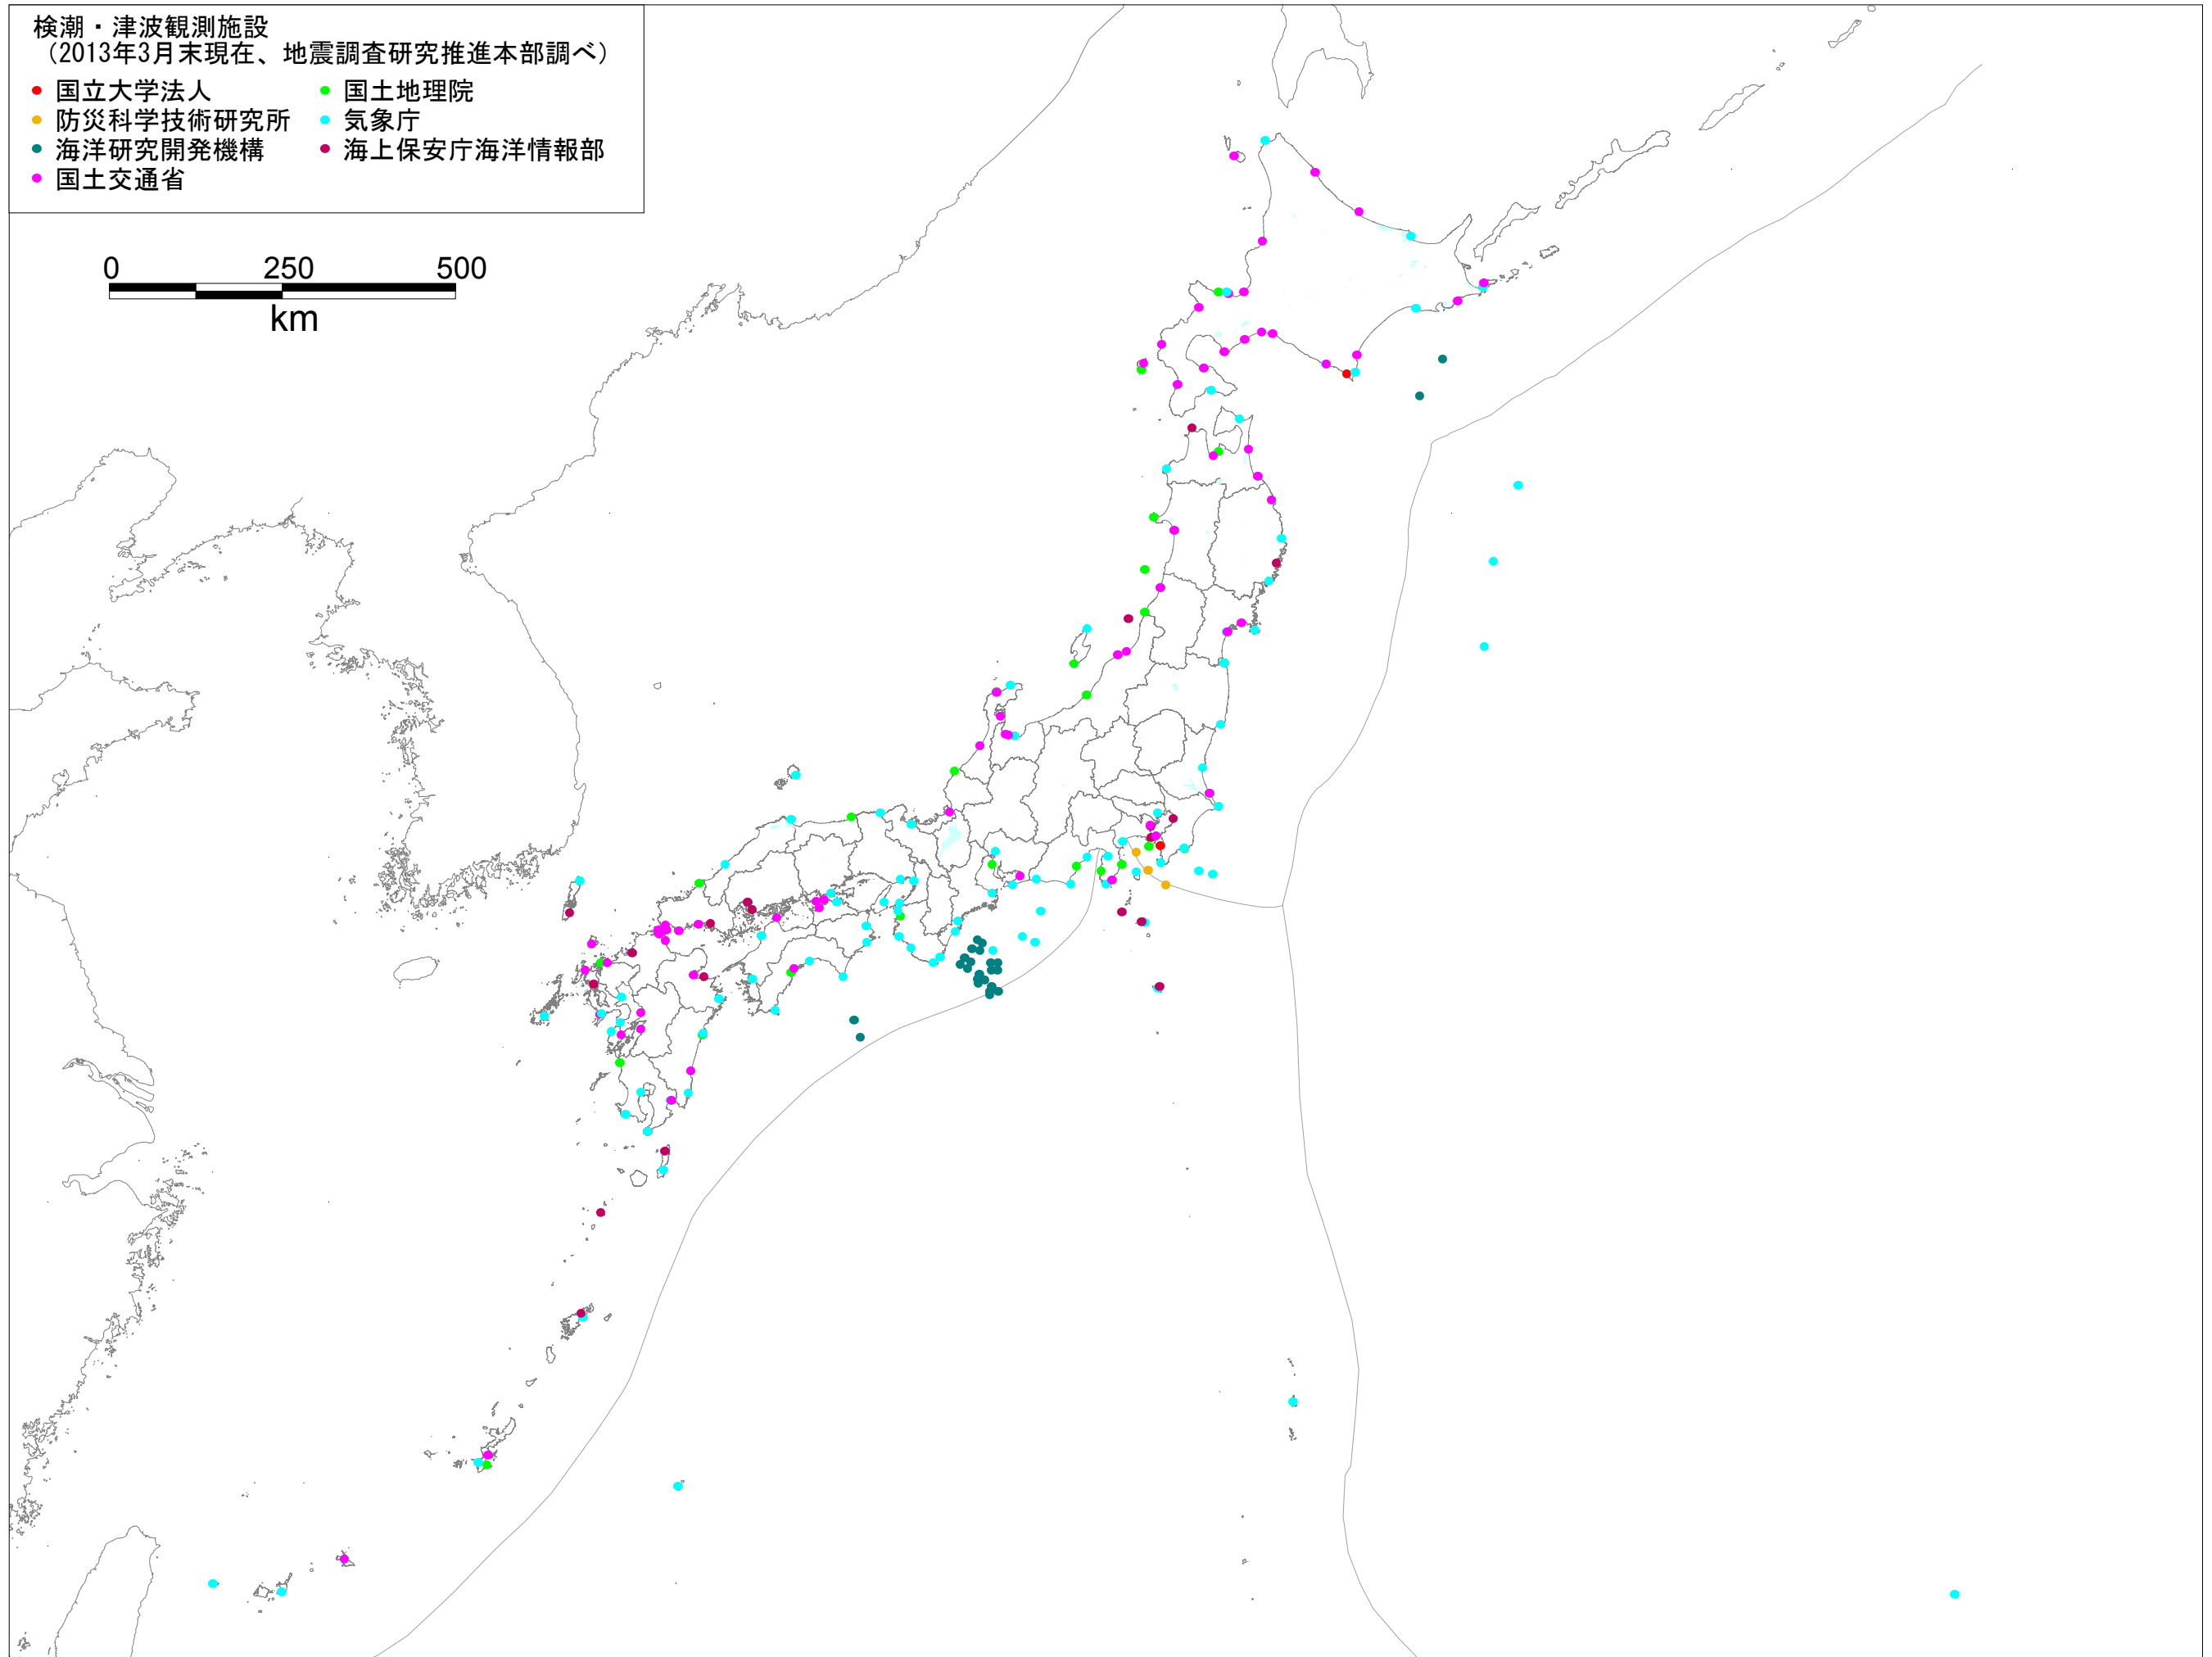 検潮・津波観測施設
（2013年3月末現在、地震調査研究推進本部調べ）
国立大学法人 国土地理院
防災科学技術研究所 気象庁
海洋研究開発機構 海上保安庁海洋情報部
国土交通省
0 250 500
km